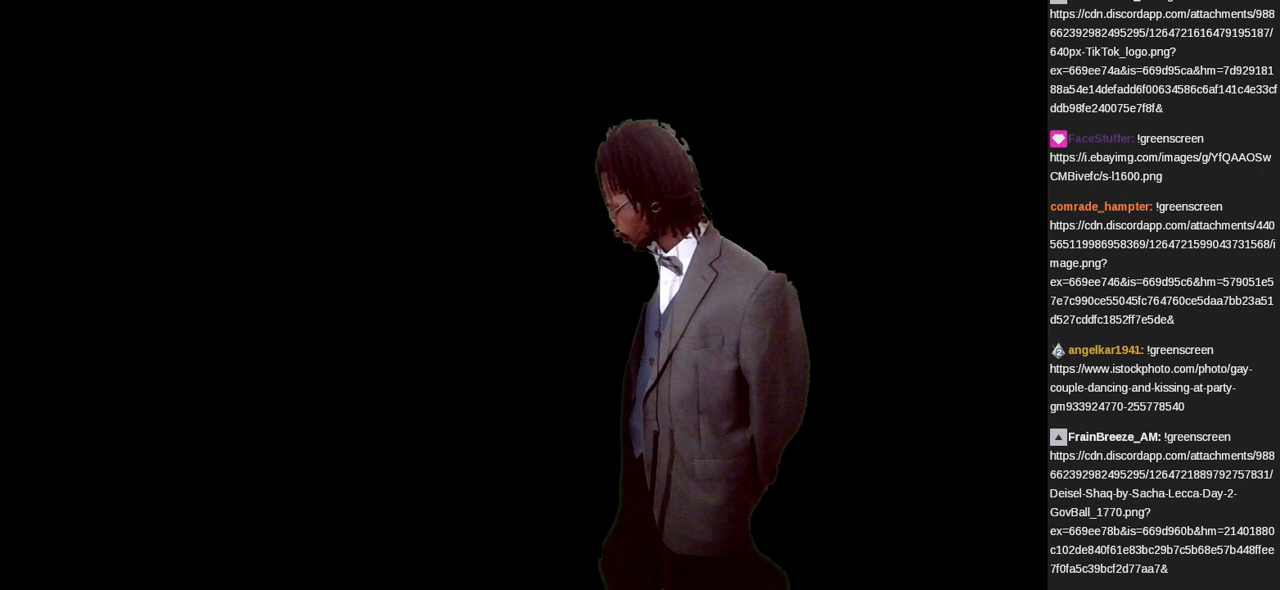 https://cdn.discordapp.com/attachments/988
662392982495295/1264721616479195187/
640px-TikTok_logo.png?
ex=669ee74a&is=669d95ca&hm=7d929181
88a54e14defadd6f00634586c6af141c4e33cf
ddb98fe240075e7f8f&
FaceStuffer: !greenscreen
https://i.ebayimg.com/images/g/YfQAAOSw
CMBivefc/s-l1600.png
comrade_hampter: !greenscreen
https://cdn.discordapp.com/attachments/440
565119986958369/1264721599043731568/i
mage.png?
ex=669ee746&is=669d95c6&hm=579051e5
7e7c990ce55045fc764760ce5daa7bb23a51
d527cddfc1852ff7e5de&
2
angelkar1941: !greenscreen
https://www.istockphoto.com/photo/gay-
couple-dancing-and-kissing-at-party-
gm933924770-255778540
FrainBreeze_AM: !greenscreen
https://cdn.discordapp.com/attachments/988
662392982495295/1264721889792757831/
Deisel-Shaq-by-Sacha-Lecca-Day-2-
GovBall_1770.png?
ex=669ee78b&is=669d960b&hm=21401880
c102de840f61e83bc29b7c5b68e57b448ffee
7f0fa5c39bcf2d77aa7&